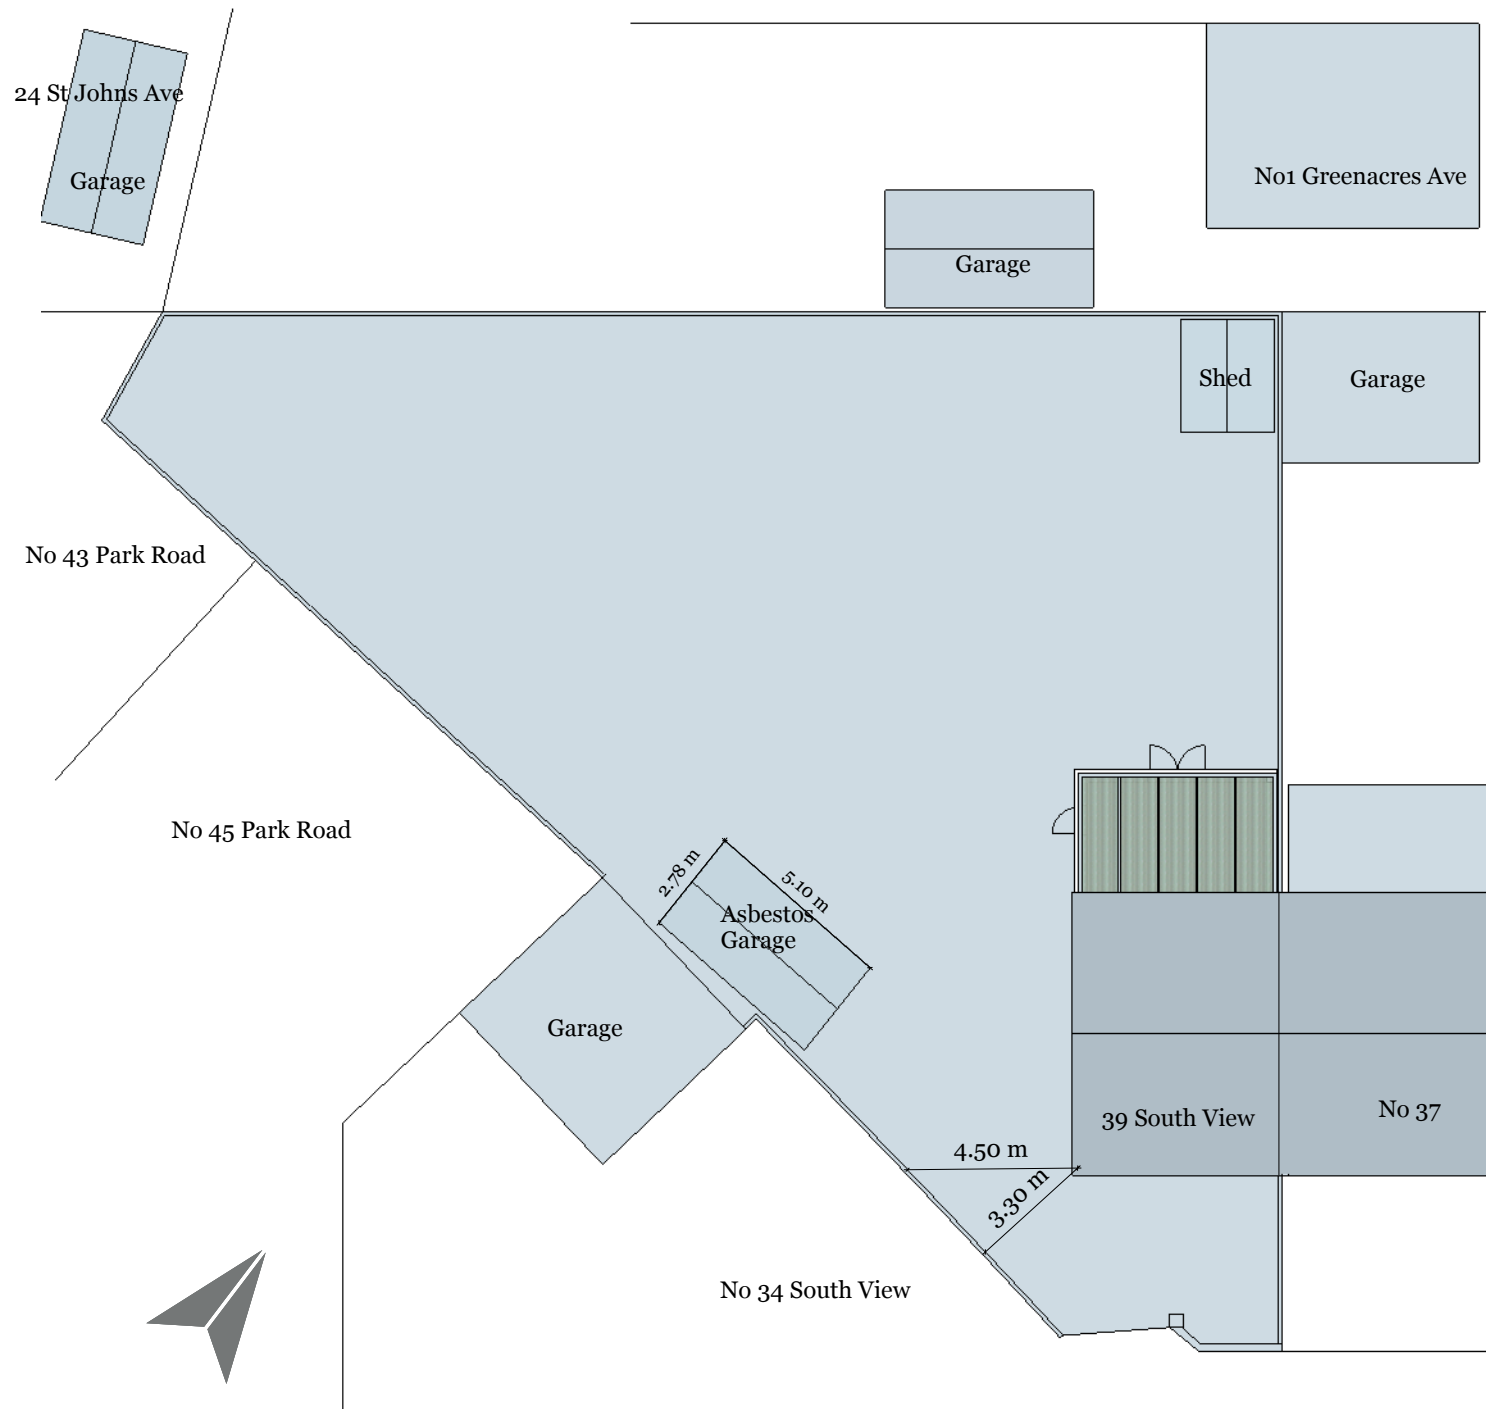 24 St Johns Ave
Garage
No1 Greenacres Ave
Garage
Shed
Garage
No 43 Park Road
No 45 Park Road
2.78 m
5.10 m
Asbestos
Garage
Garage
39 South View
No 37
4.50 m
3.30 m
No 34 South View